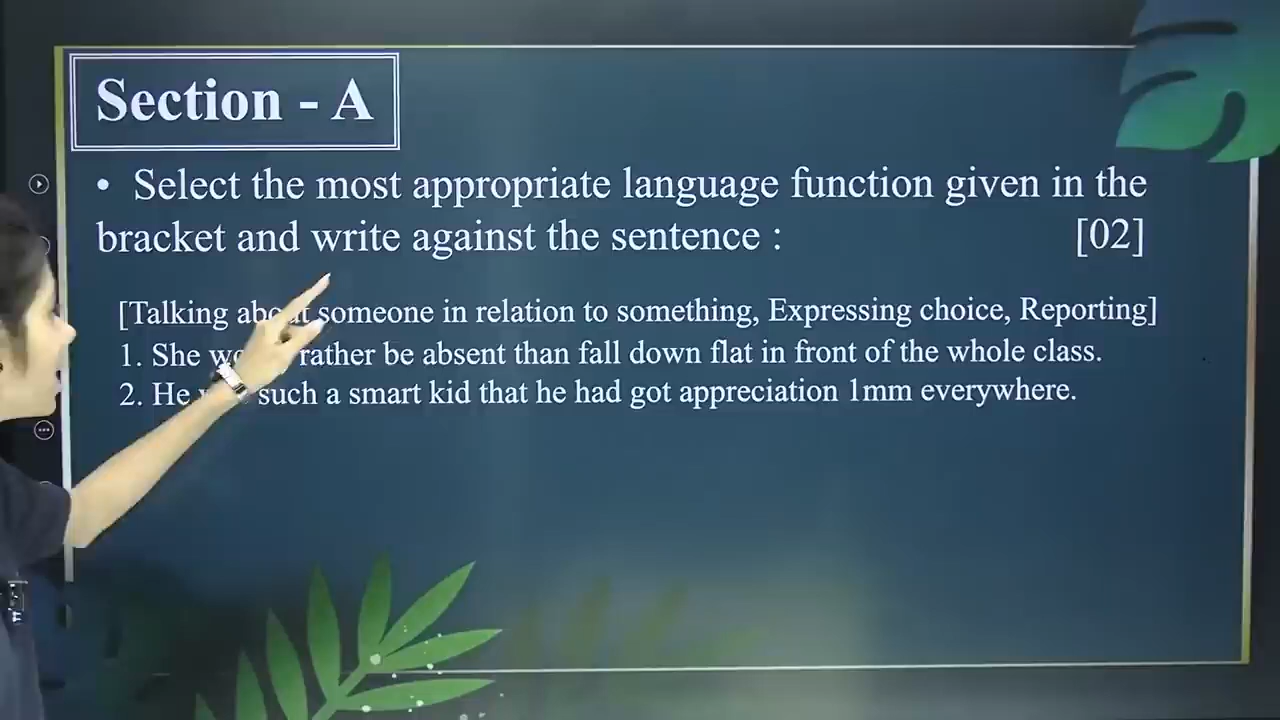 Section - A
• Select the most appropriate language function given in the
bracket and write against the sentence : [02]
[Talking about someone in relation to something, Expressing choice, Reporting]
1. She rather be absent than fall down flat in front of the whole class.
2. He such a smart kid that he had got appreciation 1mm everywhere.